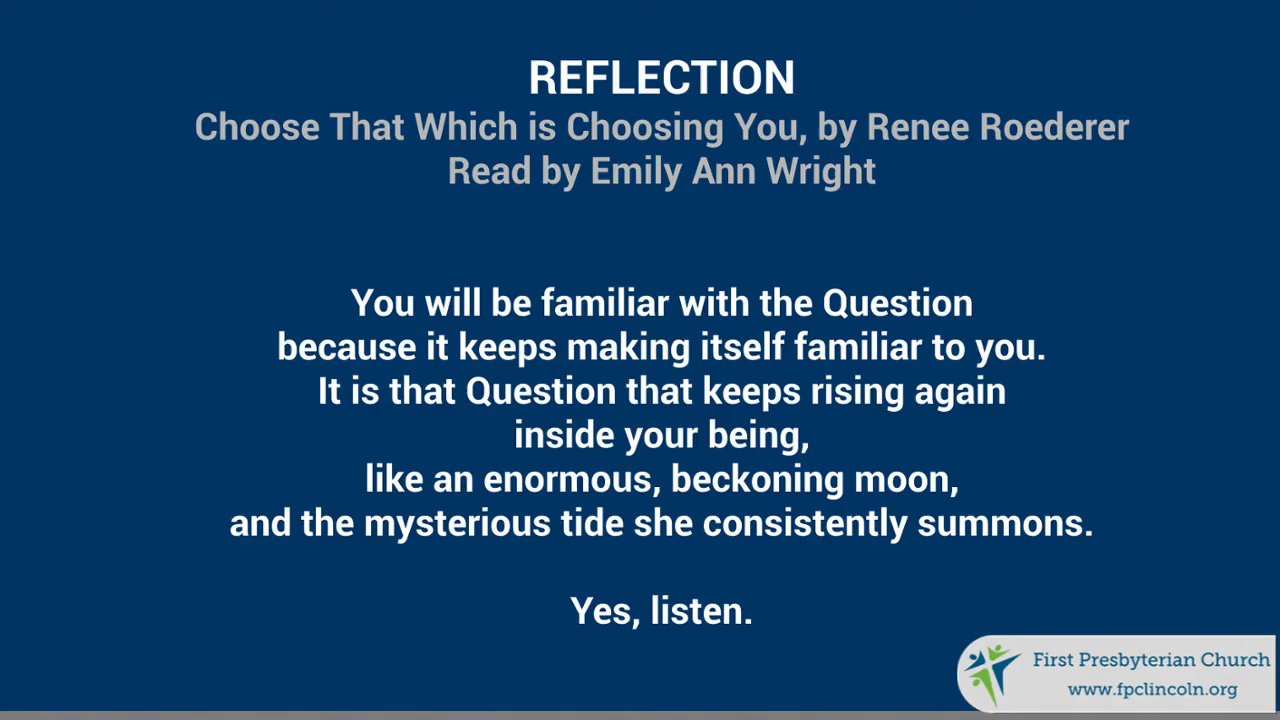 REFLECTION
Choose That Which is Choosing You, by Renee Roederer
Read by Emily Ann Wright
You will be familiar with the Question
because it keeps making itself familiar to you.
It is that Question that keeps rising again
inside your being,
like an enormous, beckoning moon,
and the mysterious tide she consistently summons.
Yes, listen.
First Presbyterian Church
www.fpclincoln.org